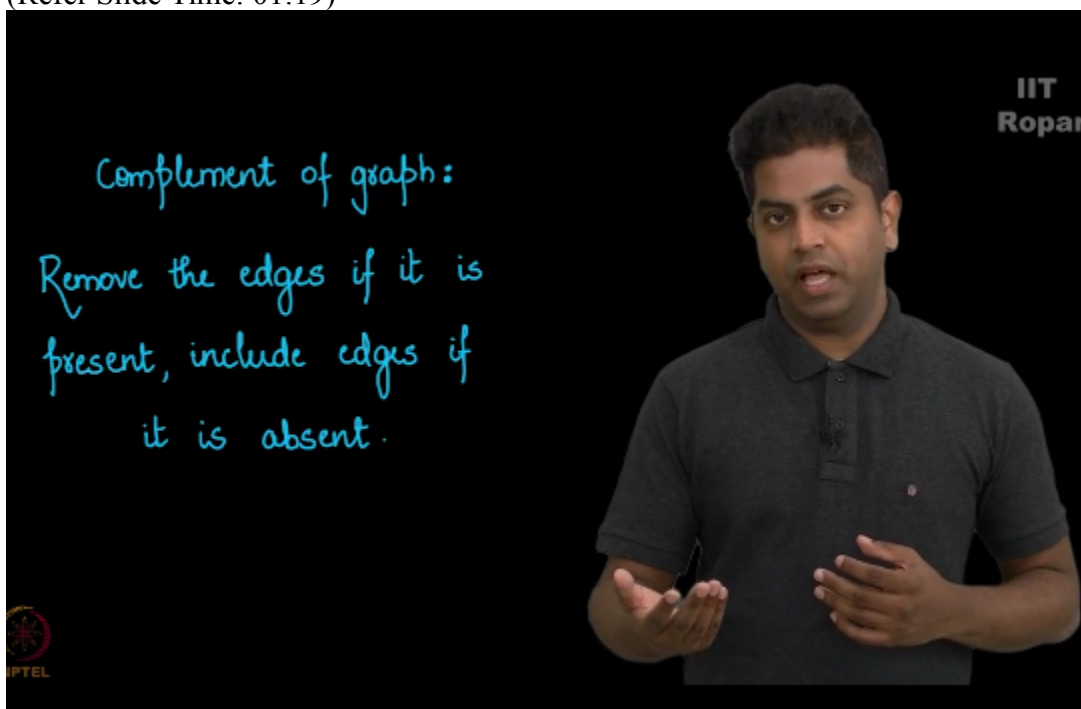 (Refer Slide Time: 01:19)
IIT
Ropar
Complement of graph:
Remove the edges if it is
present, include edges if
it is absent.
NPTEL